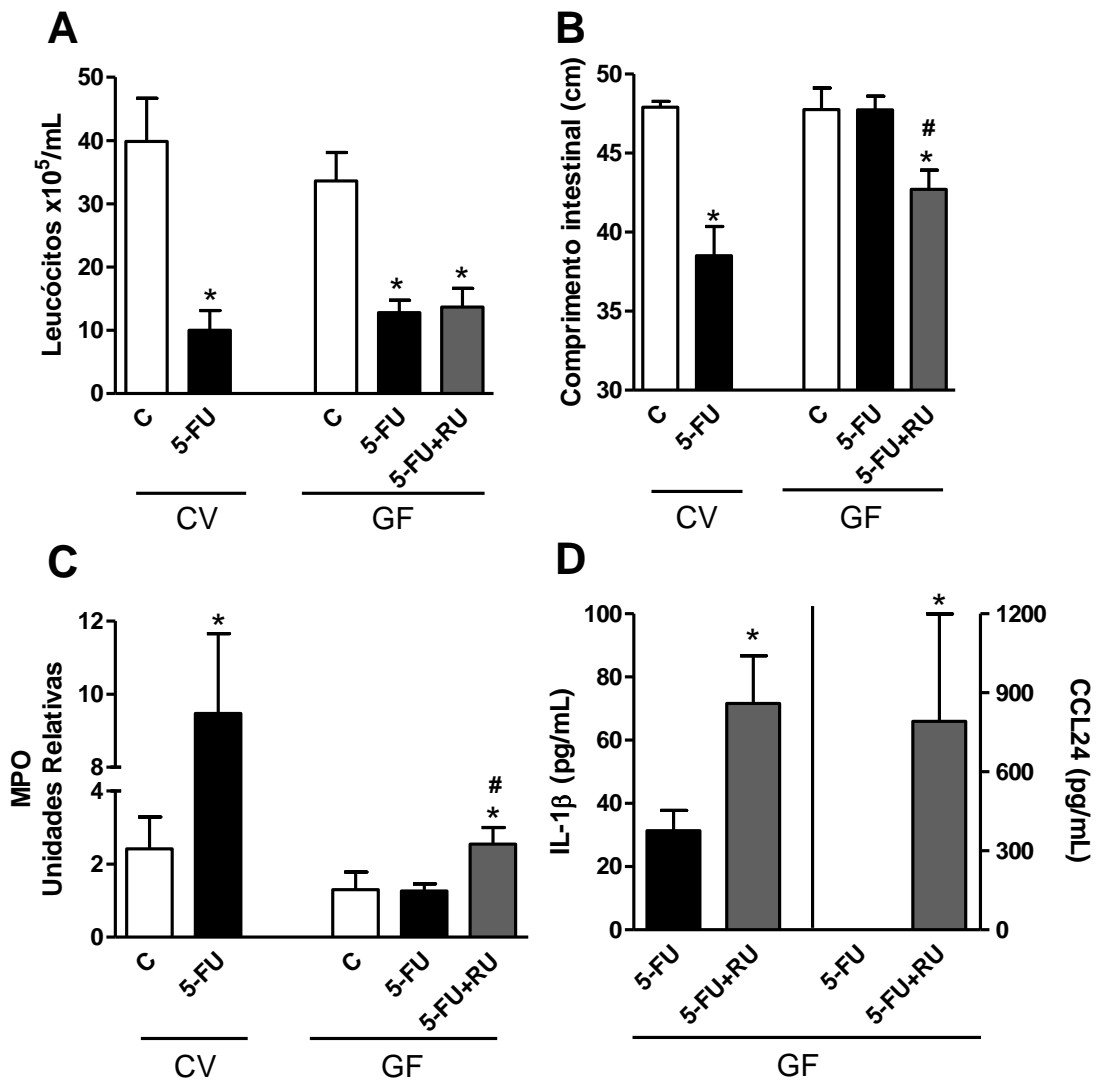 A
Leucócitos x10⁵/mL
50
40
30
20
10
0
*
*
*
C
5-FU
C
5-FU
5-FU+RU
CV
GF
B
Comprimento intestinal (cm)
50
45
40
35
30
*
#
*
C
5-FU
C
5-FU
5-FU+RU
CV
GF
C
MPO
Unidades Relativas
12
10
8
4
2
0
*
#
*
C
5-FU
C
5-FU
5-FU+RU
CV
GF
D
IL-1β (pg/mL)
100
80
60
40
20
0
*
*
1200
900
600
300
0
CCL24 (pg/mL)
5-FU
5-FU+RU
5-FU
5-FU+RU
GF